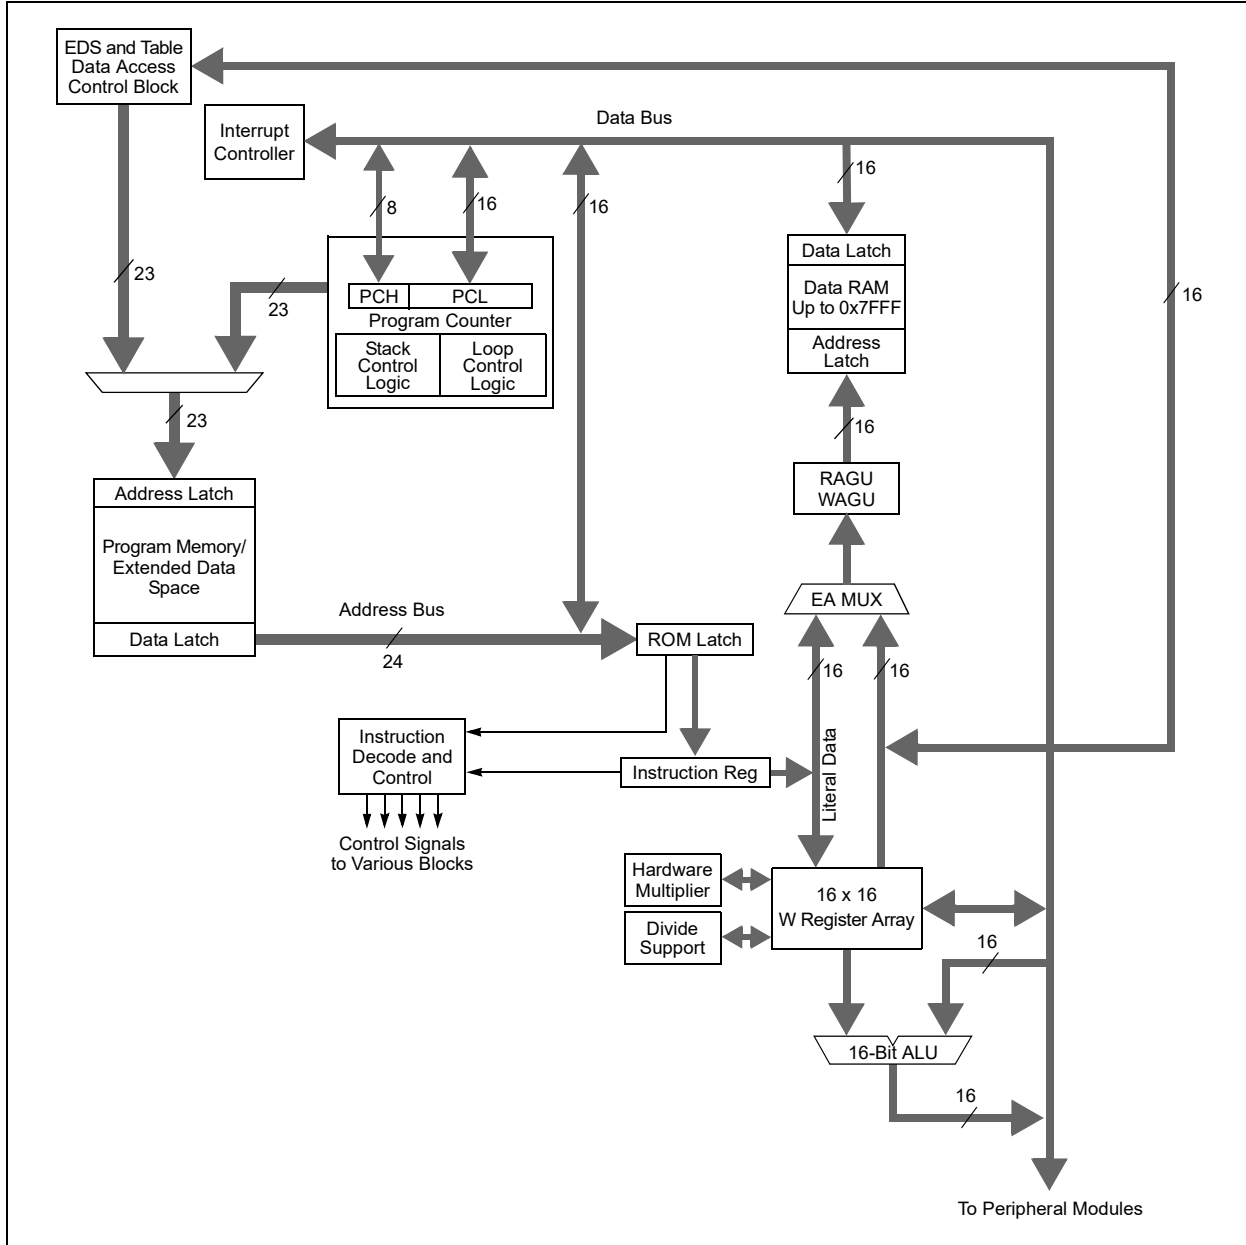 EDS and Table
Data Access
Control Block
Interrupt
Controller
Data Bus
8
16
16
16
16
23
23
PCH
PCL
Program Counter
Stack
Control
Logic
Loop
Control
Logic
Data Latch
Data RAM
Up to 0x7FFF
Address
Latch
23
16
RAGU
WAGU
Address Latch
Program Memory/
Extended Data
Space
Data Latch
Address Bus
24
ROM Latch
EA MUX
16
16
Instruction
Decode and
Control
Instruction Reg
Literal Data
Control Signals
to Various Blocks
Hardware
Multiplier
Divide
Support
16 x 16
W Register Array
16
16-Bit ALU
16
To Peripheral Modules